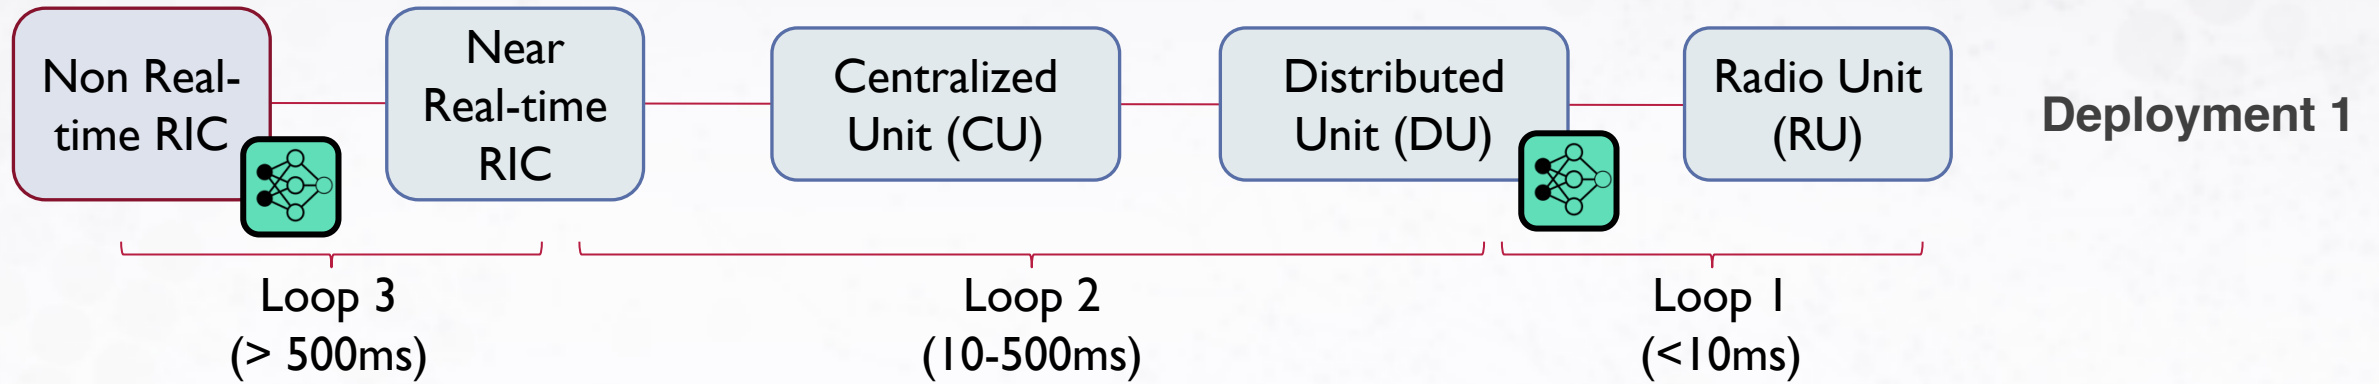 Non Real-
time RIC
Near
Real-time
RIC
Centralized
Unit (CU)
Distributed
Unit (DU)
Radio Unit
(RU)
Deployment 1
Loop 3
(> 500ms)
Loop 2
(10-500ms)
Loop 1
(<10ms)